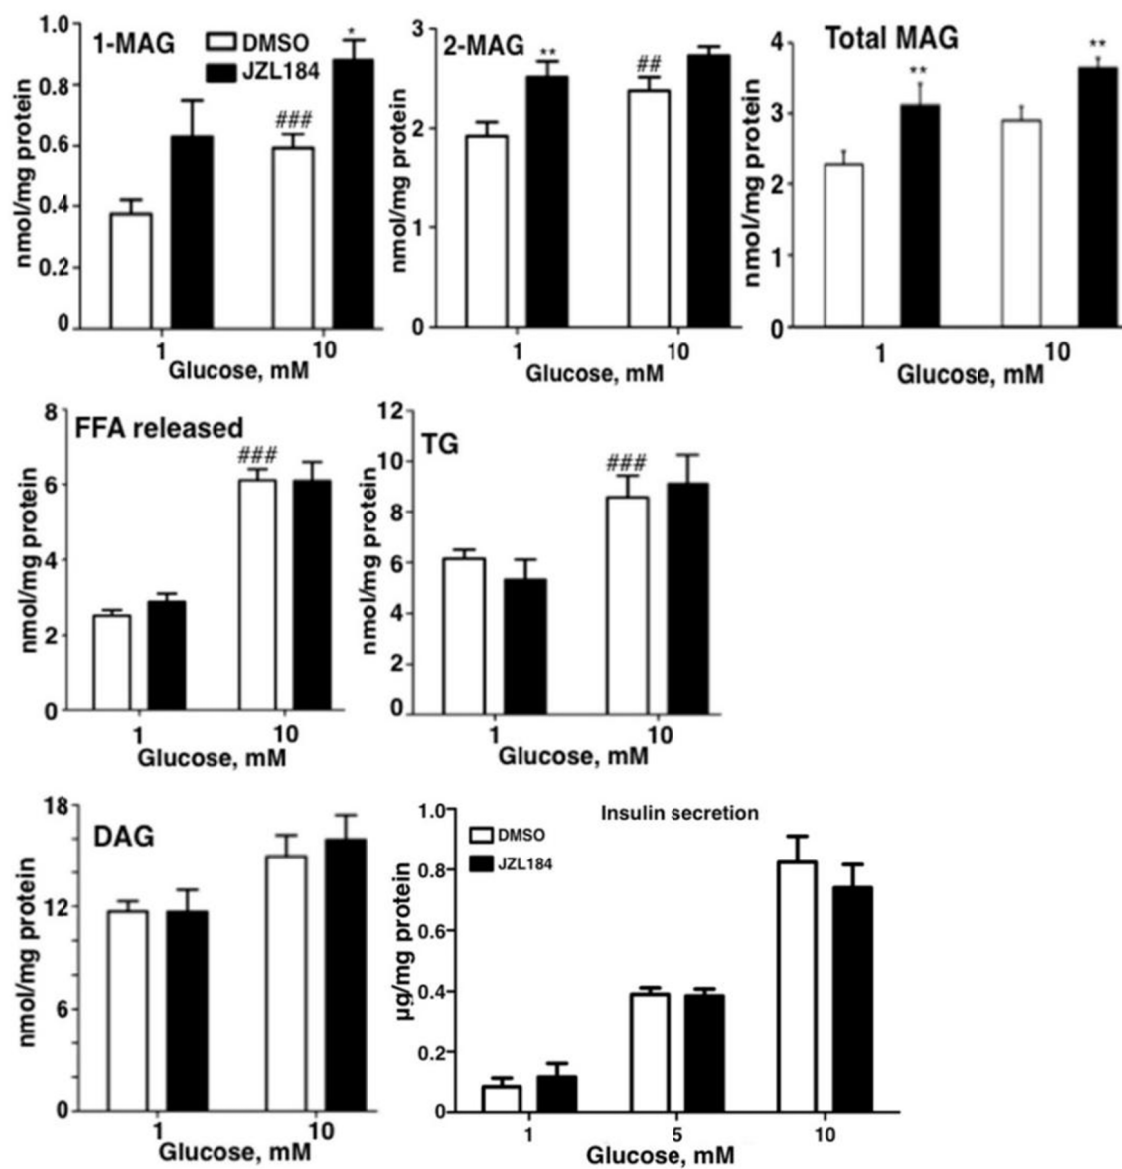 1-MAG
DMSO
JZL184
*
###
nmol/mg protein
1.0
0.8
0.6
0.4
0.2
0
1 10
Glucose, mM
2-MAG
**
##
nmol/mg protein
3
2
1
0
1 10
Glucose, mM
Total MAG
**
**
nmol/mg protein
4
3
2
1
0
1 10
Glucose, mM
FFA released
###
nmol/mg protein
8
6
4
2
0
1 10
Glucose, mM
TG
###
nmol/mg protein
12
10
8
6
4
2
0
1 10
Glucose, mM
DAG
nmol/mg protein
18
12
6
0
1 10
Glucose, mM
Insulin secretion
DMSO
JZL184
µg/mg protein
1.0
0.8
0.6
0.4
0.2
0
1 5 10
Glucose, mM